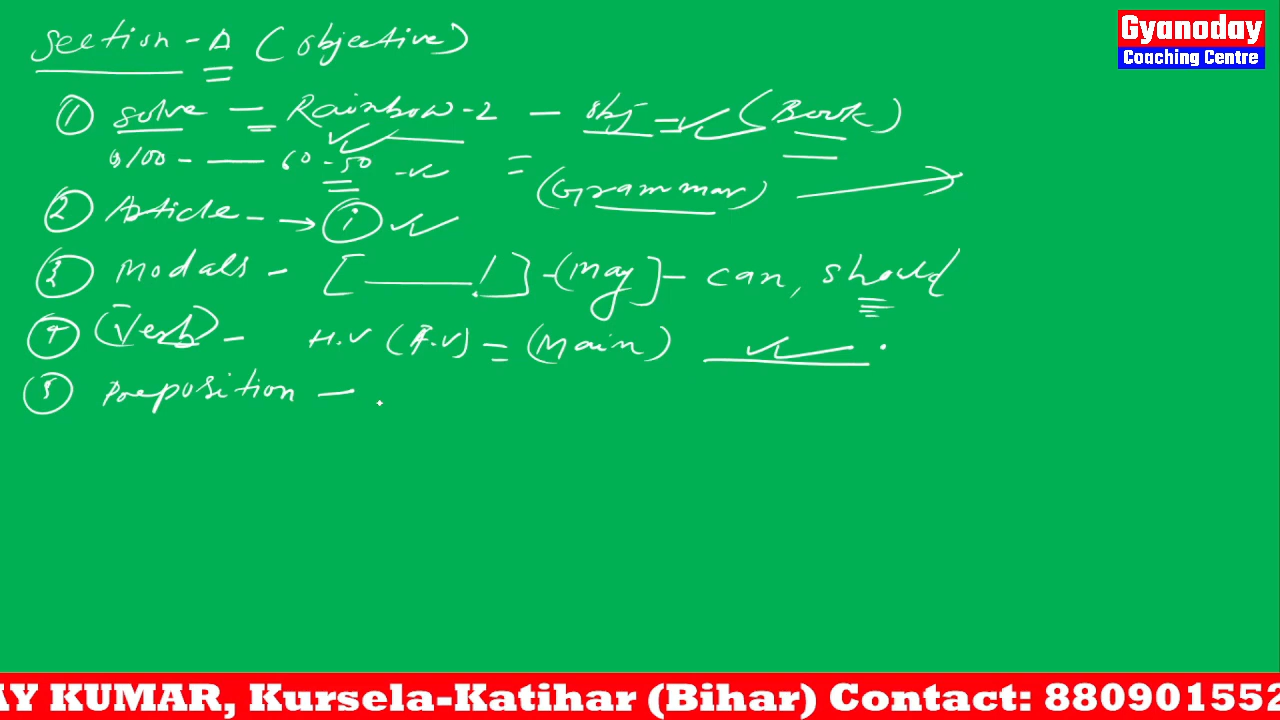 Section - A (Objective)
Gyanoday
Coaching Centre
① Solve — Rainbow-2 — obj = (Book)
100 - — 60 - 50 =
(Grammar)
② Article - → ①
③ Modals - [ ———! ] - (May] - can, should
④ (Verb) - H.V (A.V) = (Main)
⑤ Preposition —
AY KUMAR, Kursela-Katihar (Bihar) Contact: 880901552